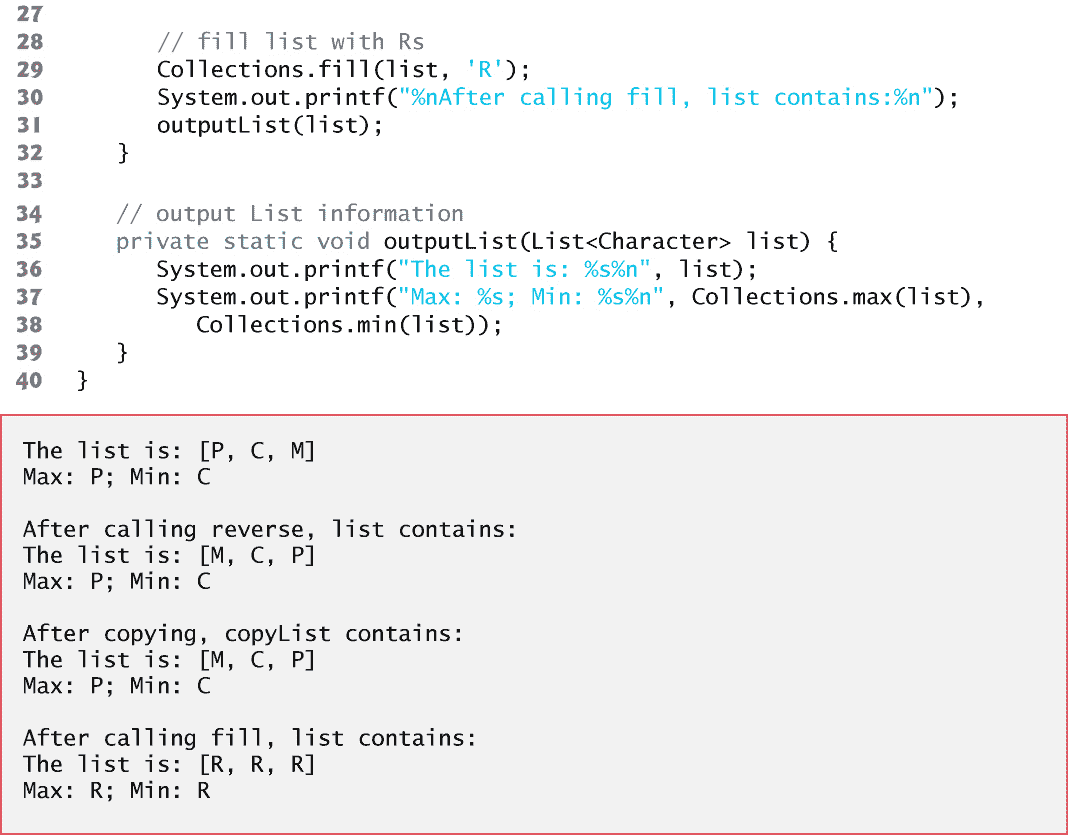 27
28 // fill list with Rs
29 Collections.fill(list, 'R');
30 System.out.printf("%nAfter calling fill, list contains:%n");
31 outputList(list);
32 }
33
34 // output List information
35 private static void outputList(List<Character> list) {
36 System.out.printf("The list is: %s%n", list);
37 System.out.printf("Max: %s; Min: %s%n", Collections.max(list),
38 Collections.min(list));
39 }
40 }
The list is: [P, C, M]
Max: P; Min: C
After calling reverse, list contains:
The list is: [M, C, P]
Max: P; Min: C
After copying, copyList contains:
The list is: [M, C, P]
Max: P; Min: C
After calling fill, list contains:
The list is: [R, R, R]
Max: R; Min: R